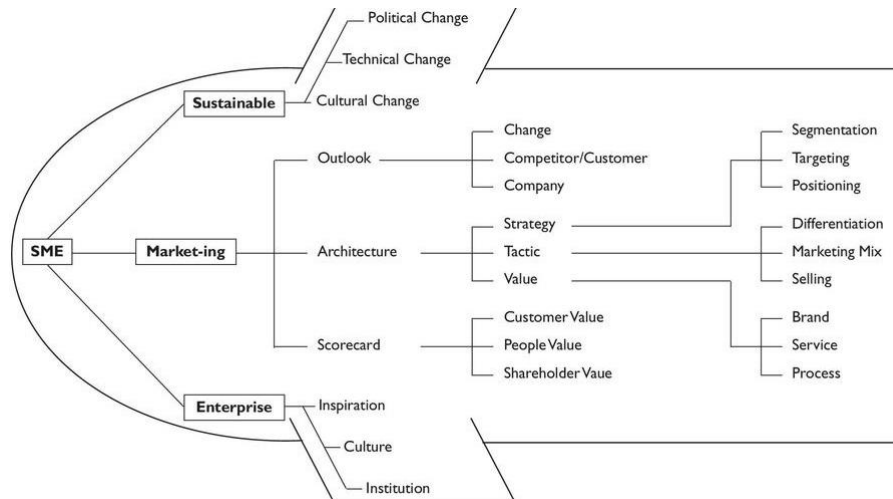 Political Change
Technical Change
Sustainable
Cultural Change
Change
Segmentation
Outlook
Competitor/Customer
Targeting
Company
Positioning
Strategy
Differentiation
SME
Market-ing
Architecture
Tactic
Marketing Mix
Value
Selling
Customer Value
Brand
Scorecard
People Value
Service
Shareholder Vaue
Process
Enterprise
Inspiration
Culture
Institution